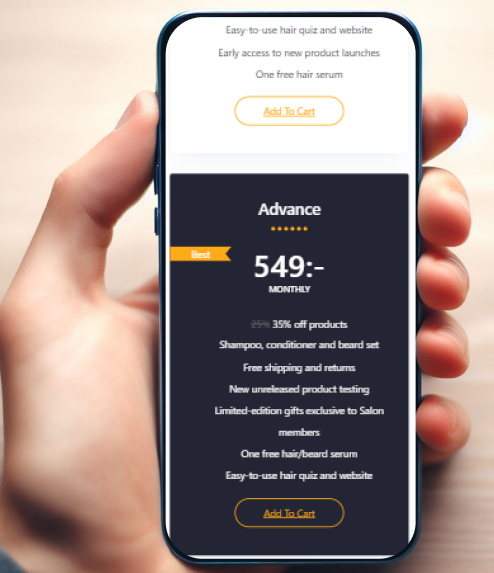 Easy-to-use hair quiz and website
Early access to new product launches
One free hair serum
Add To Cart
Advance
Best
549:-
MONTHLY
25% 35% off products
Shampoo, conditioner and beard set
Free shipping and returns
New unreleased product testing
Limited-edition gifts exclusive to Salon
members
One free hair/beard serum
Easy-to-use hair quiz and website
Add To Cart